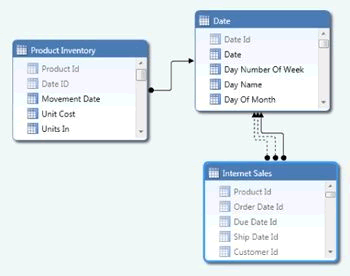 Product Inventory
Product Id
Date ID
Movement Date
Unit Cost
Units In
Date
Date Id
Date
Day Number Of Week
Day Name
Day Of Month
Internet Sales
Product Id
Order Date Id
Due Date Id
Ship Date Id
Customer Id